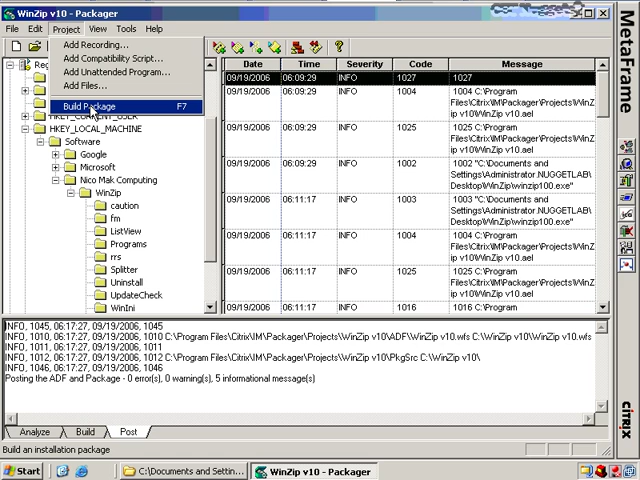 WinZip v10 - Packager
File Edit Project View Tools Help
Add Recording...
Add Compatibility Script...
Add Unattended Program...
Add Files...
Build Package F7
HKEY_CURRENT_USER
HKEY_LOCAL_MACHINE
Software
Google
Microsoft
Nico Mak Computing
WinZip
caution
fm
ListView
Programs
rrs
Splitter
Uninstall
UpdateCheck
WinIni
Date Time Severity Code Message
09/19/2006 06:09:29 INFO 1027 1027
09/19/2006 06:09:29 INFO 1004 1004 C:\Program
Files\Citrix\IM\Packager\Projects\WinZ
ip v10\WinZip v10.ael
09/19/2006 06:09:29 INFO 1025 1025 C:\Program
Files\Citrix\IM\Packager\Projects\WinZ
ip v10\WinZip v10.ael
09/19/2006 06:09:29 INFO 1002 1002 "C:\Documents and
Settings\Administrator.NUGGETLAB\
Desktop\WinZip\winzip100.exe"
09/19/2006 06:11:17 INFO 1003 1003 "C:\Documents and
Settings\Administrator.NUGGETLAB\
Desktop\WinZip\winzip100.exe"
09/19/2006 06:11:17 INFO 1004 1004 C:\Program
Files\Citrix\IM\Packager\Projects\WinZ
ip v10\WinZip v10.ael
09/19/2006 06:11:17 INFO 1025 1025 C:\Program
Files\Citrix\IM\Packager\Projects\WinZ
ip v10\WinZip v10.ael
09/19/2006 06:11:17 INFO 1016 1016 C:\Program
INFO, 1045, 06:17:27, 09/19/2006, 1045
INFO, 1010, 06:17:27, 09/19/2006, 1010 C:\Program Files\Citrix\IM\Packager\Projects\WinZip v10\ADF\WinZip v10.wfs C:\WinZip v10\WinZip v10.wfs
INFO, 1011, 06:17:27, 09/19/2006, 1011
INFO, 1012, 06:17:27, 09/19/2006, 1012 C:\Program Files\Citrix\IM\Packager\Projects\WinZip v10\PkgSrc C:\WinZip v10\
INFO, 1046, 06:17:27, 09/19/2006, 1046
Posting the ADF and Package - 0 error(s), 0 warning(s), 5 informational message(s)
Analyze Build Post
Build an installation package
Start C:\Documents and Settin... WinZip v10 - Packager
MetaFrame
CITRIX